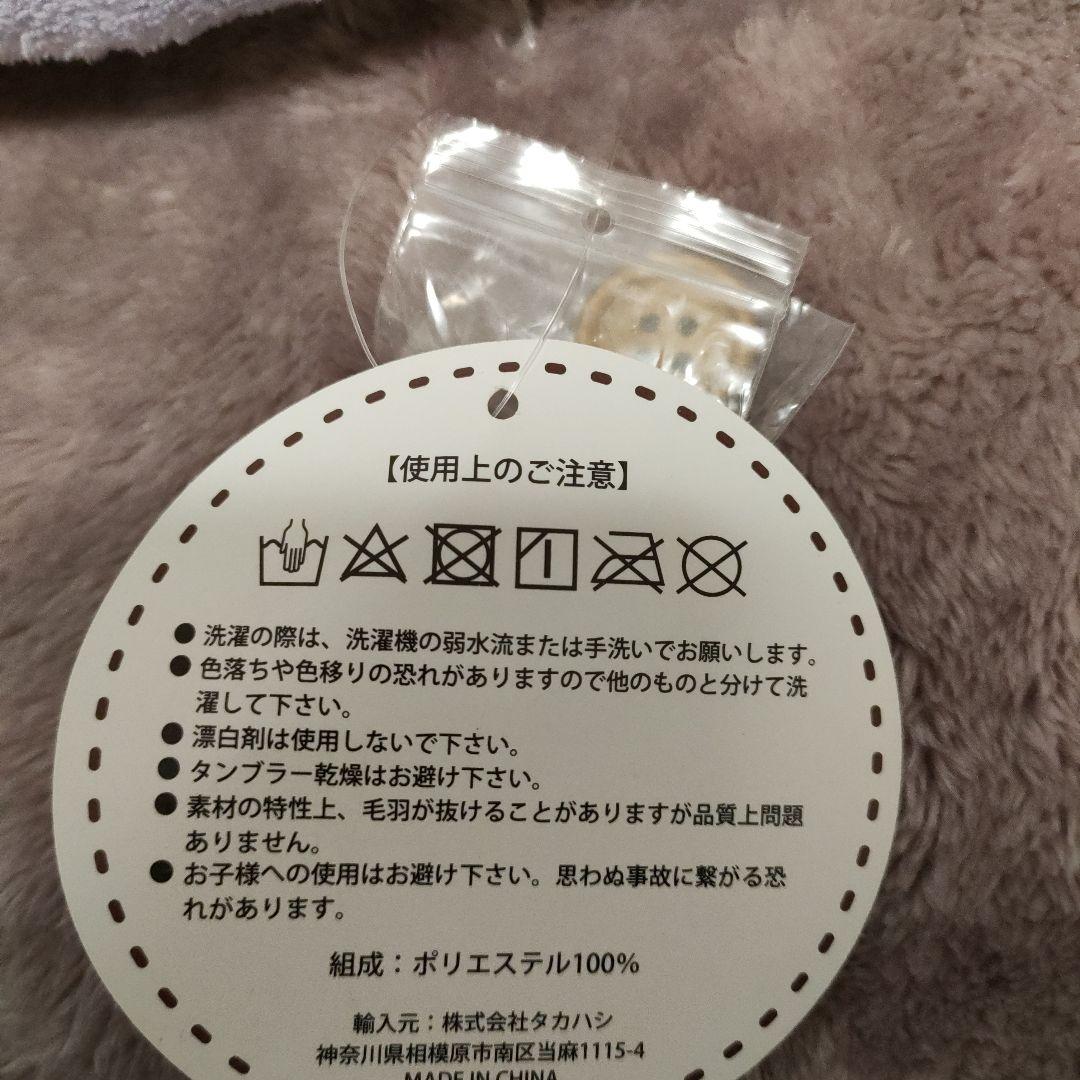 【使用上のご注意】
● 洗濯の際は、洗濯機の弱水流または手洗いでお願いします。
● 色落ちや色移りの恐れがありますので他のものと分けて洗
濯して下さい。
● 漂白剤は使用しないで下さい。
● タンブラー乾燥はお避け下さい。
● 素材の特性上、毛羽が抜けることがありますが品質上問題
ありません。
● お子様への使用はお避け下さい。思わぬ事故に繋がる恐
れがあります。
組成：ポリエステル100%
輸入元：株式会社タカハシ
神奈川県相模原市南区当麻1115-4
MADE IN CHINA